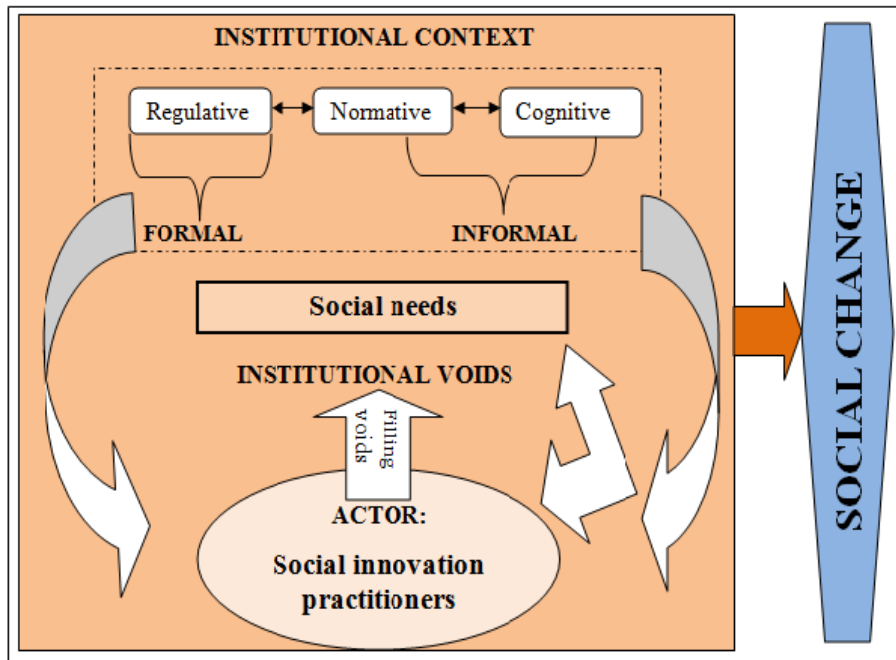 INSTITUTIONAL CONTEXT
Regulative
Normative
Cognitive
FORMAL
INFORMAL
Social needs
INSTITUTIONAL VOIDS
Filling
voids
ACTOR:
Social innovation
practitioners
SOCIAL CHANGE